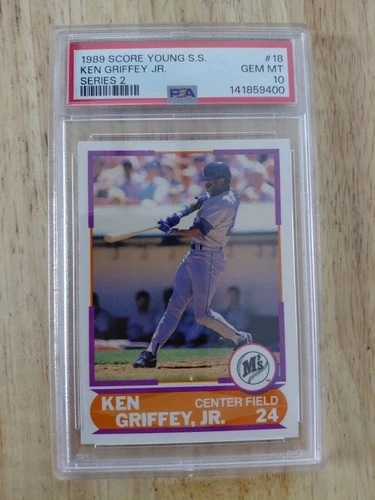 1989 SCORE YOUNG S.S. #18
KEN GRIFFEY JR. GEM MT
SERIES 2 10
PSA 141859400
M's
KEN CENTER FIELD
GRIFFEY, JR. 24